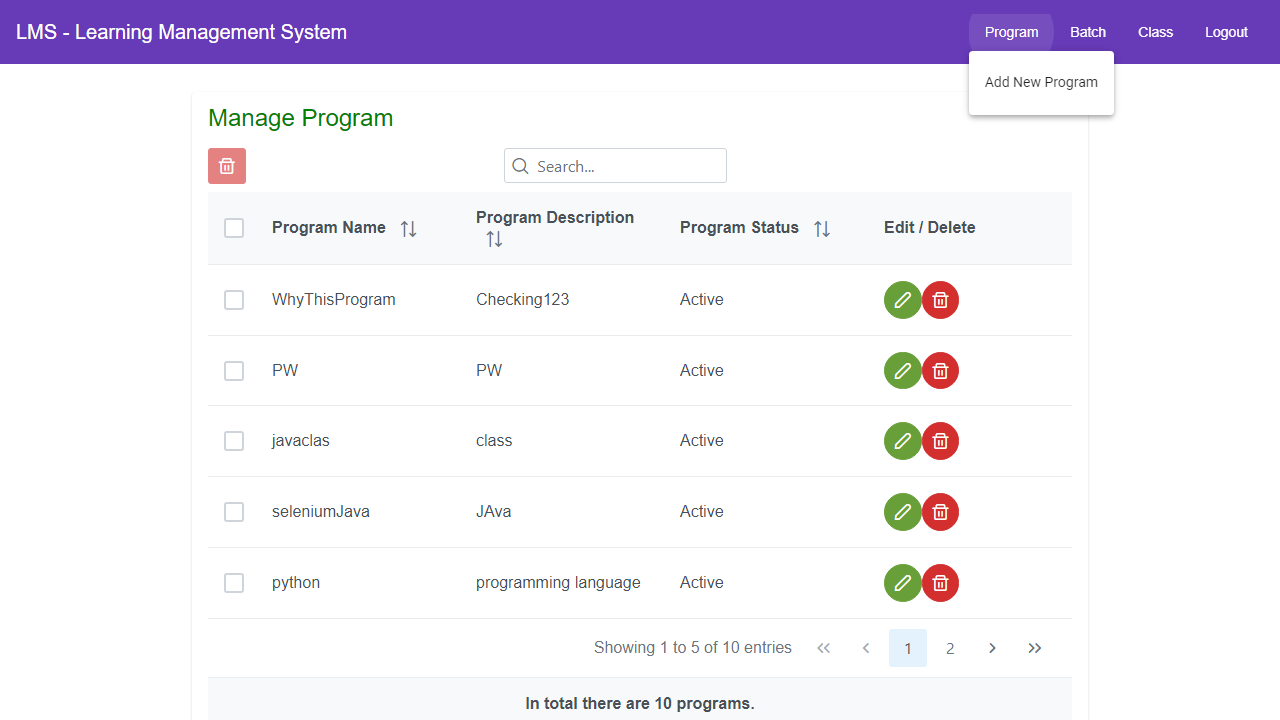 LMS - Learning Management System
Program Batch Class Logout
Add New Program
Manage Program
Search...
Program Name Program Description Program Status Edit / Delete
WhyThisProgram Checking123 Active
PW PW Active
javaclas class Active
seleniumJava JAva Active
python programming language Active
Showing 1 to 5 of 10 entries 1 2
In total there are 10 programs.